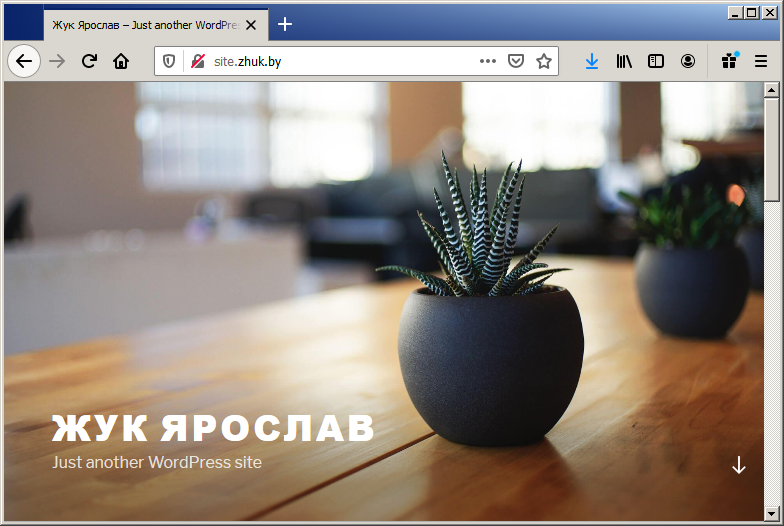 Жук Ярослав – Just another WordPres
site.zhuk.by
ЖУК ЯРОСЛАВ
Just another WordPress site